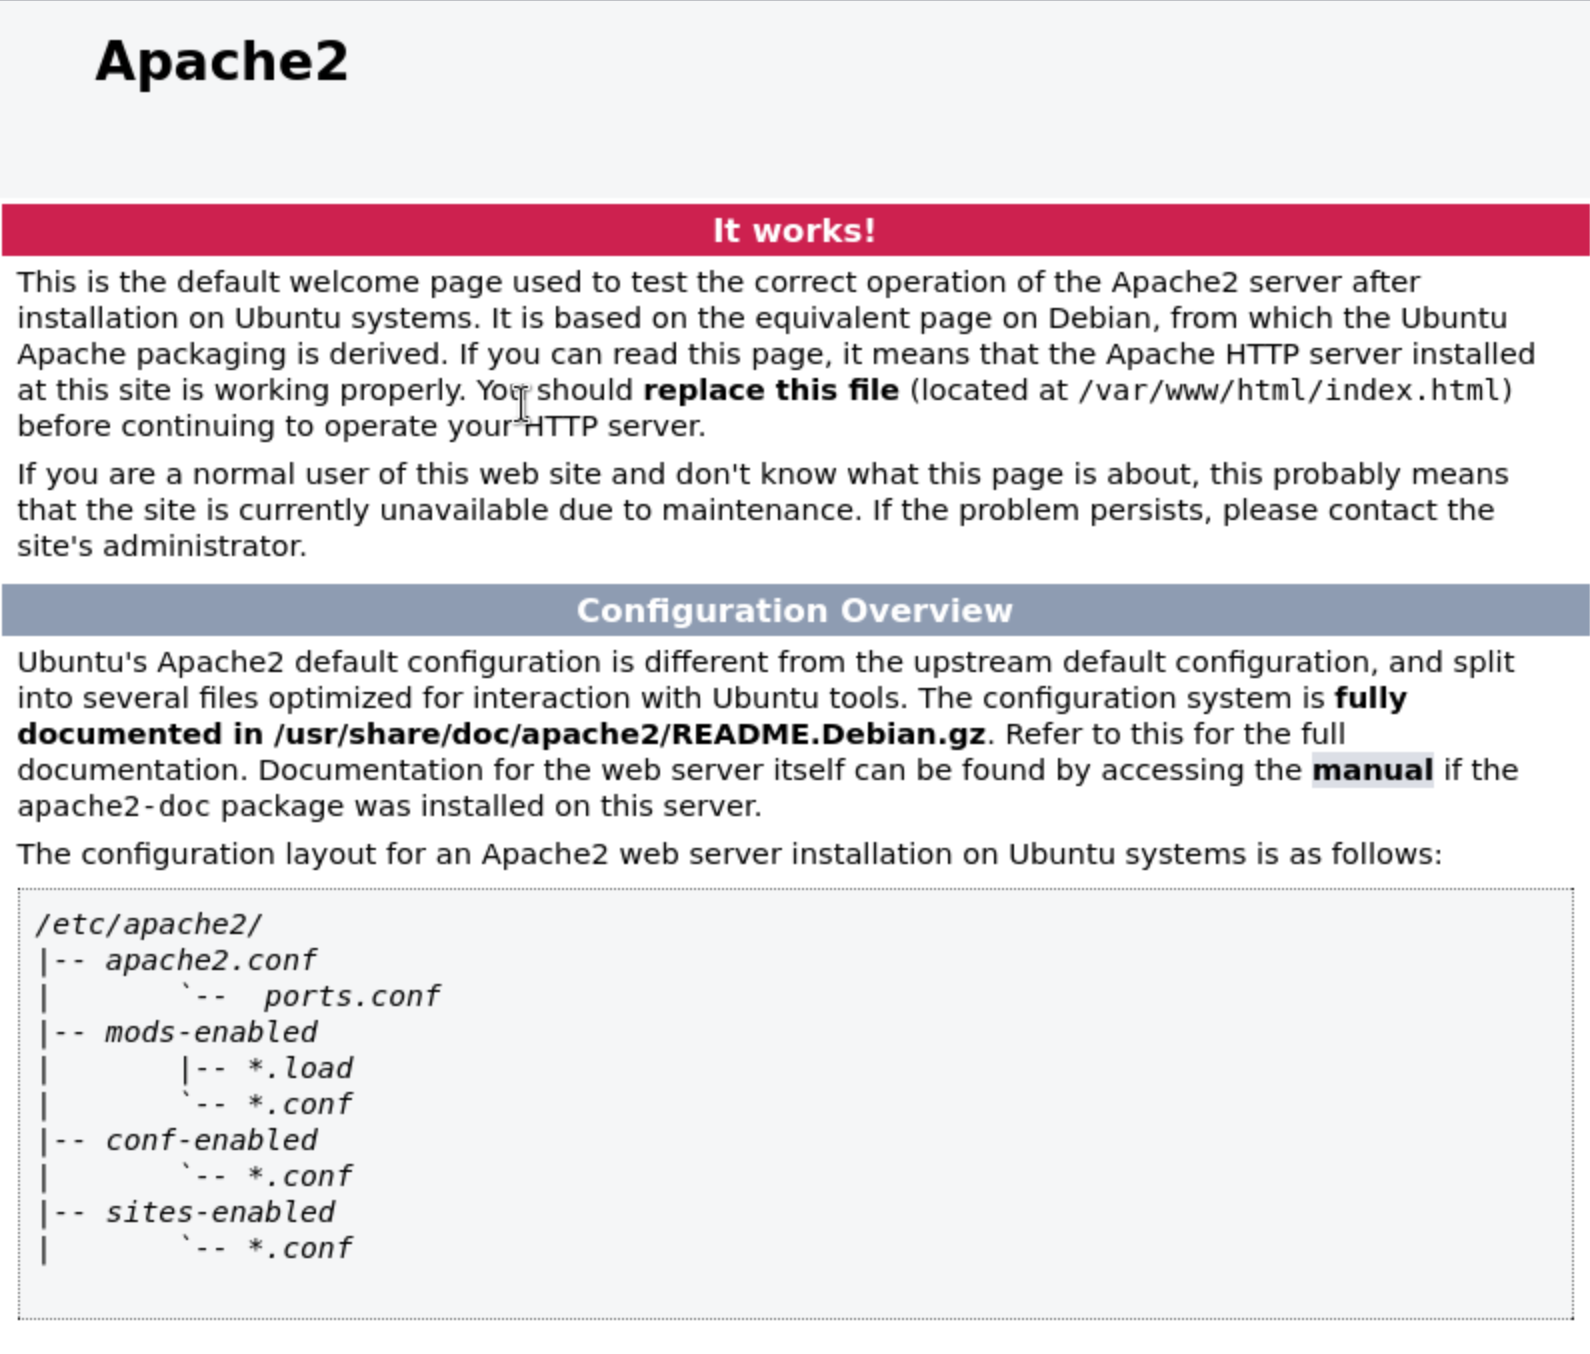 Apache2
It works!
This is the default welcome page used to test the correct operation of the Apache2 server after
installation on Ubuntu systems. It is based on the equivalent page on Debian, from which the Ubuntu
Apache packaging is derived. If you can read this page, it means that the Apache HTTP server installed
at this site is working properly. You should replace this file (located at /var/www/html/index.html)
before continuing to operate your HTTP server.
If you are a normal user of this web site and don't know what this page is about, this probably means
that the site is currently unavailable due to maintenance. If the problem persists, please contact the
site's administrator.
Configuration Overview
Ubuntu's Apache2 default configuration is different from the upstream default configuration, and split
into several files optimized for interaction with Ubuntu tools. The configuration system is fully
documented in /usr/share/doc/apache2/README.Debian.gz. Refer to this for the full
documentation. Documentation for the web server itself can be found by accessing the manual if the
apache2-doc package was installed on this server.
The configuration layout for an Apache2 web server installation on Ubuntu systems is as follows:
/etc/apache2/
|-- apache2.conf
|       `--  ports.conf
|-- mods-enabled
|       |-- *.load
|       `-- *.conf
|-- conf-enabled
|       `-- *.conf
|-- sites-enabled
|       `-- *.conf